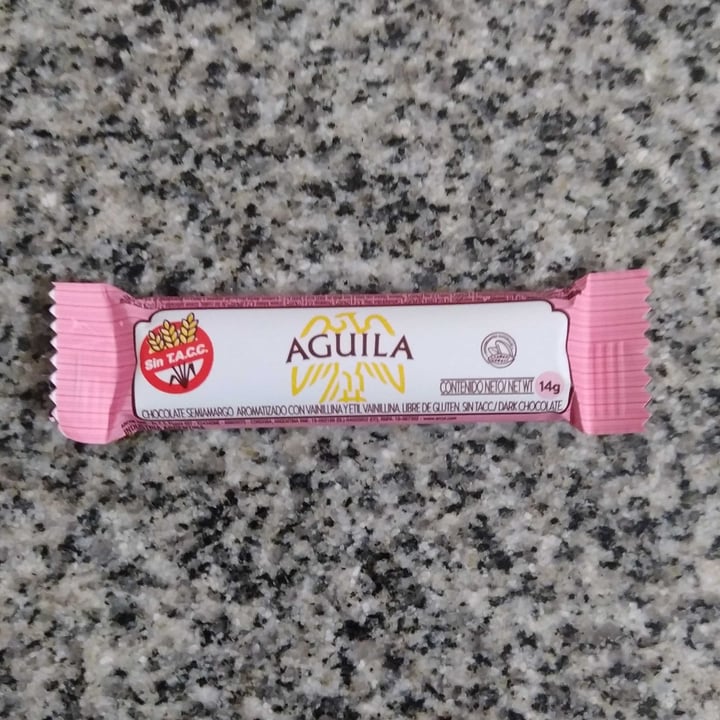 Sin T.A.C.C.
AGUILA
CONTENIDO NETO/ NET WT 14g
CHOCOLATE SEMIAMARGO AROMATIZADO CON VAINILLINA Y ETIL VAINILLINA. LIBRE DE GLUTEN. SIN TACC / DARK CHOCOLATE